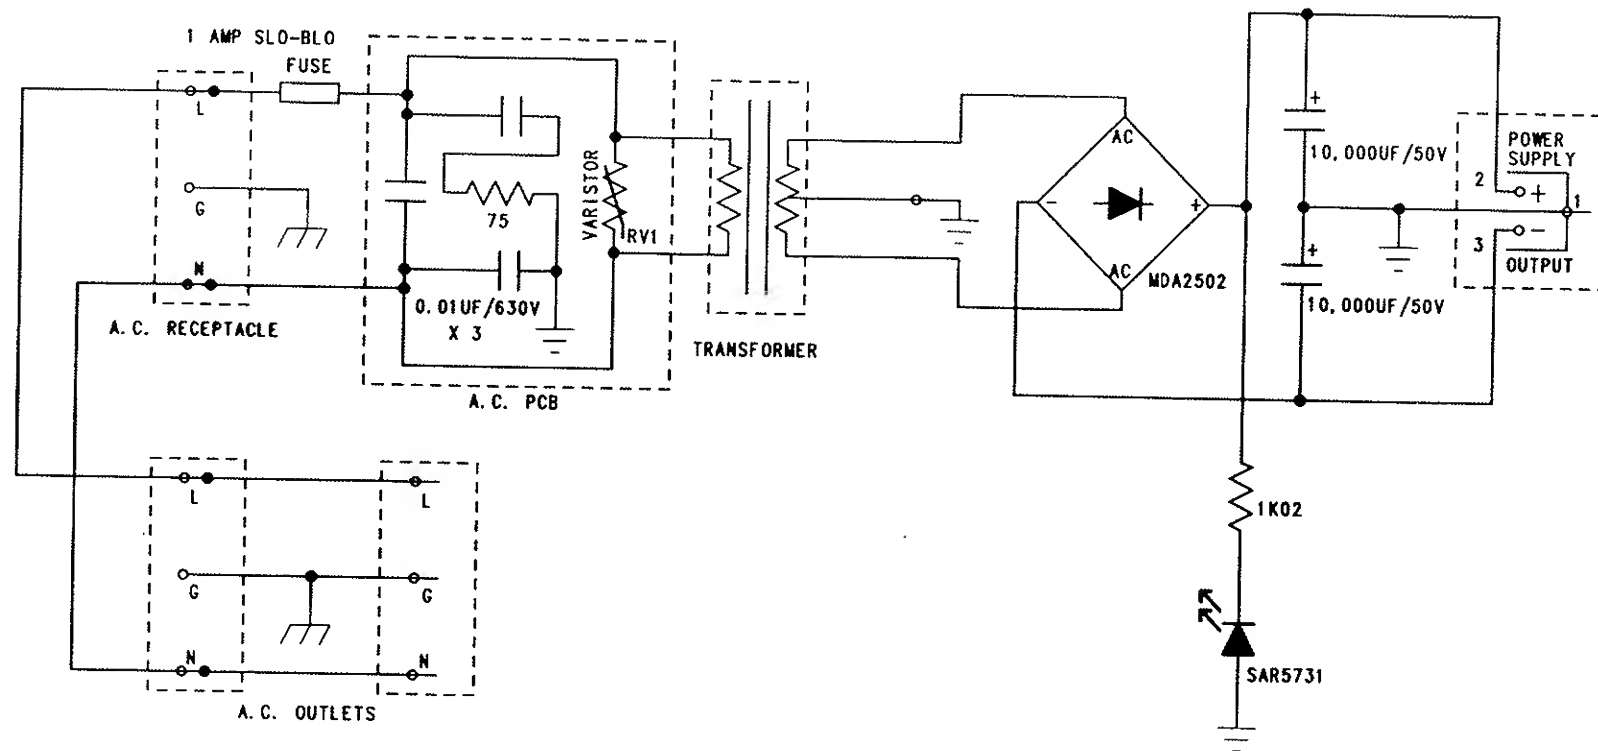 1 AMP SLO-BLO
FUSE
L
G
N
A.C. RECEPTACLE
75
VARISTOR
RV1
0.01UF/630V
X 3
A.C. PCB
TRANSFORMER
AC
-
+
AC
MDA2502
+
10,000UF/50V
+
10,000UF/50V
POWER
SUPPLY
2
+
1
3
-
OUTPUT
1K02
SAR5731
L
L
G
G
N
N
A.C. OUTLETS